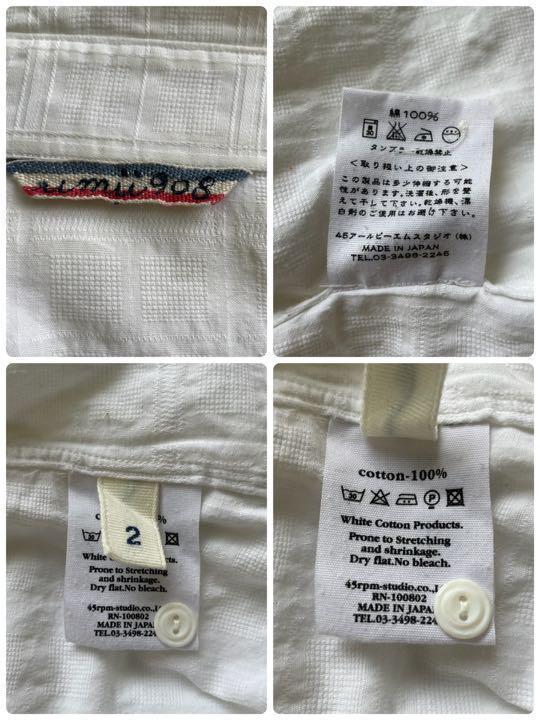 umii908
綿 100%
タンブラー乾燥禁止
〈取り扱い上の御注意〉
この製品は多少伸縮する可能
性があります。洗濯後、形を整
えて干して下さい。乾燥機、漂
白剤のご使用はお避け下さい。
45アールピーエムスタジオ(株)
MADE IN JAPAN
TEL.03-3498-2245
2
%
White
Prone to Stretching
and shrinkage.
Dry flat.No bleach.
45rpm-studio.co.,
RN-100802
MADE IN JAPA
TEL.03-3498-224
cotton-100%
White Cotton Products.
Prone to Stretching
and shrinkage.
Dry flat.No bleach.
45rpm-studio.co.,
RN-100802
MADE IN JAPA
TEL.03-3498-224